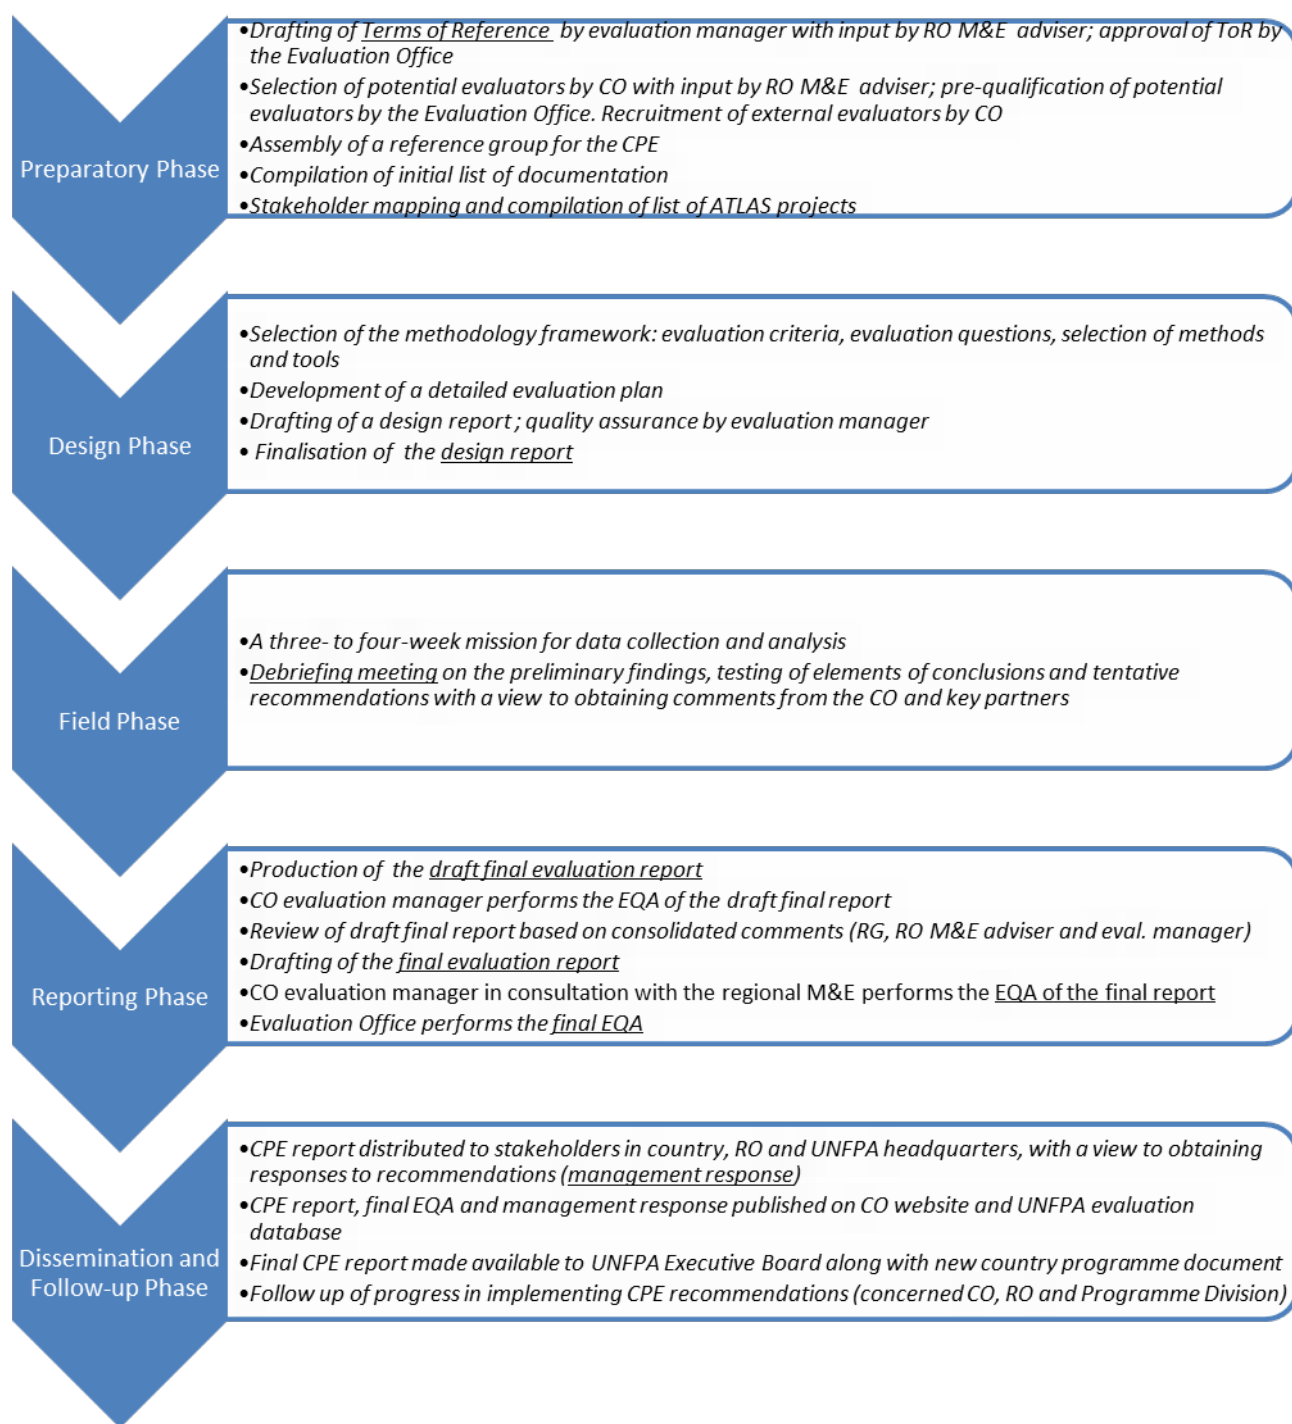 Preparatory Phase
•Drafting of Terms of Reference by evaluation manager with input by RO M&E adviser; approval of ToR by
the Evaluation Office
•Selection of potential evaluators by CO with input by RO M&E adviser; pre-qualification of potential
evaluators by the Evaluation Office. Recruitment of external evaluators by CO
•Assembly of a reference group for the CPE
•Compilation of initial list of documentation
•Stakeholder mapping and compilation of list of ATLAS projects
Design Phase
•Selection of the methodology framework: evaluation criteria, evaluation questions, selection of methods
and tools
•Development of a detailed evaluation plan
•Drafting of a design report ; quality assurance by evaluation manager
• Finalisation of the design report
Field Phase
•A three- to four-week mission for data collection and analysis
•Debriefing meeting on the preliminary findings, testing of elements of conclusions and tentative
recommendations with a view to obtaining comments from the CO and key partners
Reporting Phase
•Production of the draft final evaluation report
•CO evaluation manager performs the EQA of the draft final report
•Review of draft final report based on consolidated comments (RG, RO M&E adviser and eval. manager)
•Drafting of the final evaluation report
•CO evaluation manager in consultation with the regional M&E performs the EQA of the final report
•Evaluation Office performs the final EQA
Dissemination and
Follow-up Phase
•CPE report distributed to stakeholders in country, RO and UNFPA headquarters, with a view to obtaining
responses to recommendations (management response)
•CPE report, final EQA and management response published on CO website and UNFPA evaluation
database
•Final CPE report made available to UNFPA Executive Board along with new country programme document
•Follow up of progress in implementing CPE recommendations (concerned CO, RO and Programme Division)